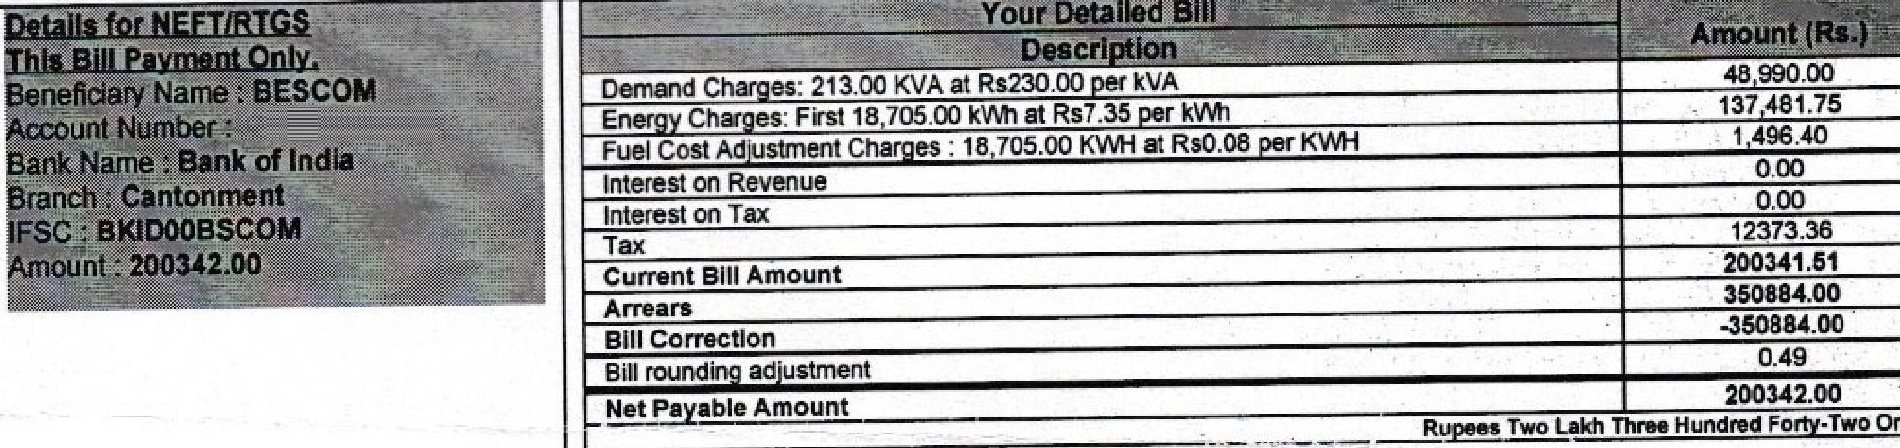 Details for NEFT/RTGS
This Bill Payment Only.
Beneficiary Name : BESCOM
Account Number :
Bank Name : Bank of India
Branch : Cantonment
IFSC : BKID00BSCOM
Amount : 200342.00
Your Detailed Bill
Description Amount (Rs.)
Demand Charges: 213.00 KVA at Rs230.00 per kVA 48,990.00
Energy Charges: First 18,705.00 kWh at Rs7.35 per kWh 137,481.75
Fuel Cost Adjustment Charges : 18,705.00 KWH at Rs0.08 per KWH 1,496.40
Interest on Revenue 0.00
Interest on Tax 0.00
Tax 12373.36
Current Bill Amount 200341.51
Arrears 350884.00
Bill Correction -350884.00
Bill rounding adjustment 0.49
Net Payable Amount 200342.00
Rupees Two Lakh Three Hundred Forty-Two